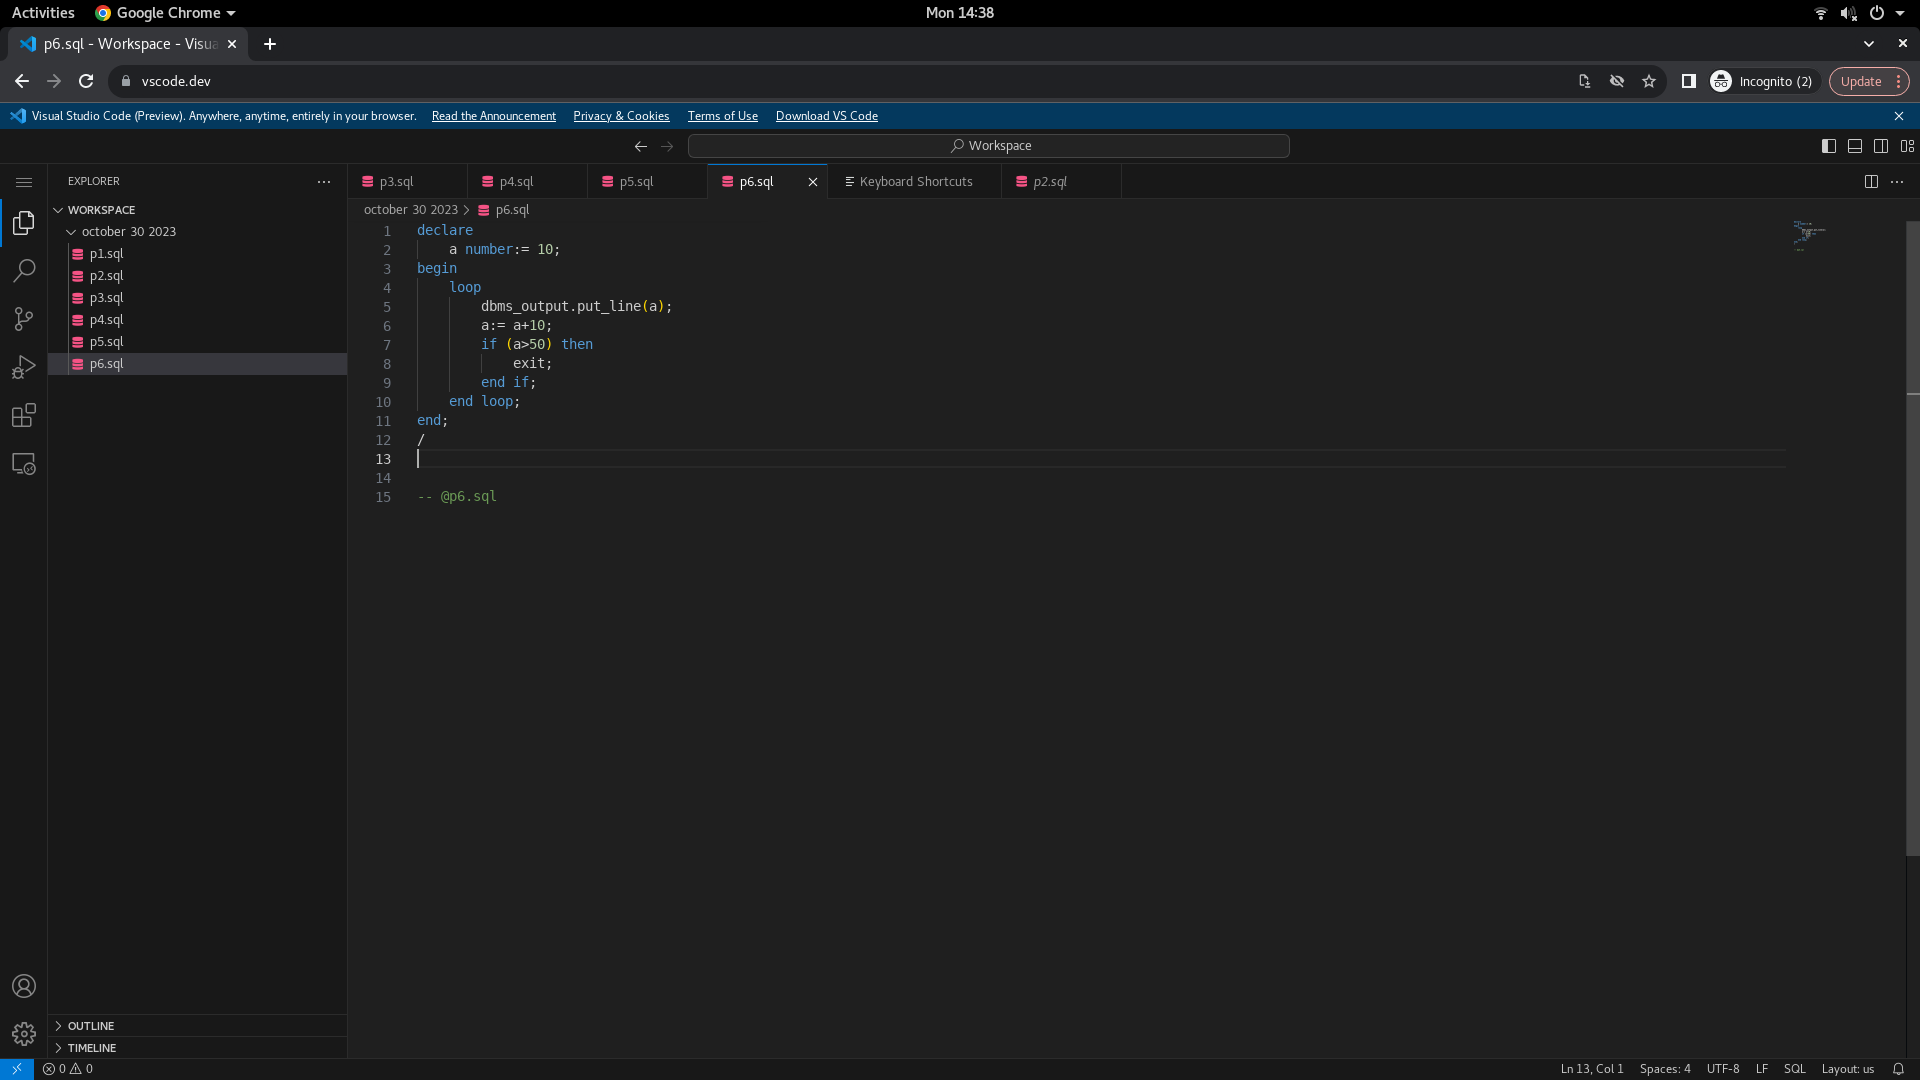 Activities Google Chrome Mon 14:38
p6.sql - Workspace - Visua
vscode.dev Incognito (2) Update
Visual Studio Code (Preview). Anywhere, anytime, entirely in your browser. Read the Announcement Privacy & Cookies Terms of Use Download VS Code
Workspace
EXPLORER
WORKSPACE
october 30 2023
p1.sql
p2.sql
p3.sql
p4.sql
p5.sql
p6.sql
OUTLINE
TIMELINE
p3.sql p4.sql p5.sql p6.sql Keyboard Shortcuts p2.sql
october 30 2023 > p6.sql
1 declare
2     a number:= 10;
3 begin
4     loop
5         dbms_output.put_line(a);
6         a:= a+10;
7         if (a>50) then
8             exit;
9         end if;
10     end loop;
11 end;
12 /
13
14
15 -- @p6.sql
0 0 Ln 13, Col 1 Spaces: 4 UTF-8 LF SQL Layout: us